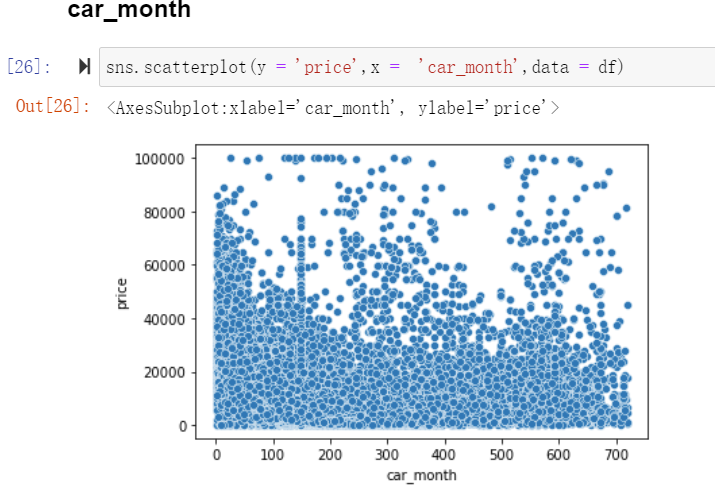 car_month
[26]: sns.scatterplot(y = 'price',x = 'car_month',data = df)
Out[26]: <AxesSubplot:xlabel='car_month', ylabel='price'>
100000
80000
60000
40000
20000
0
price
0 100 200 300 400 500 600 700
car_month